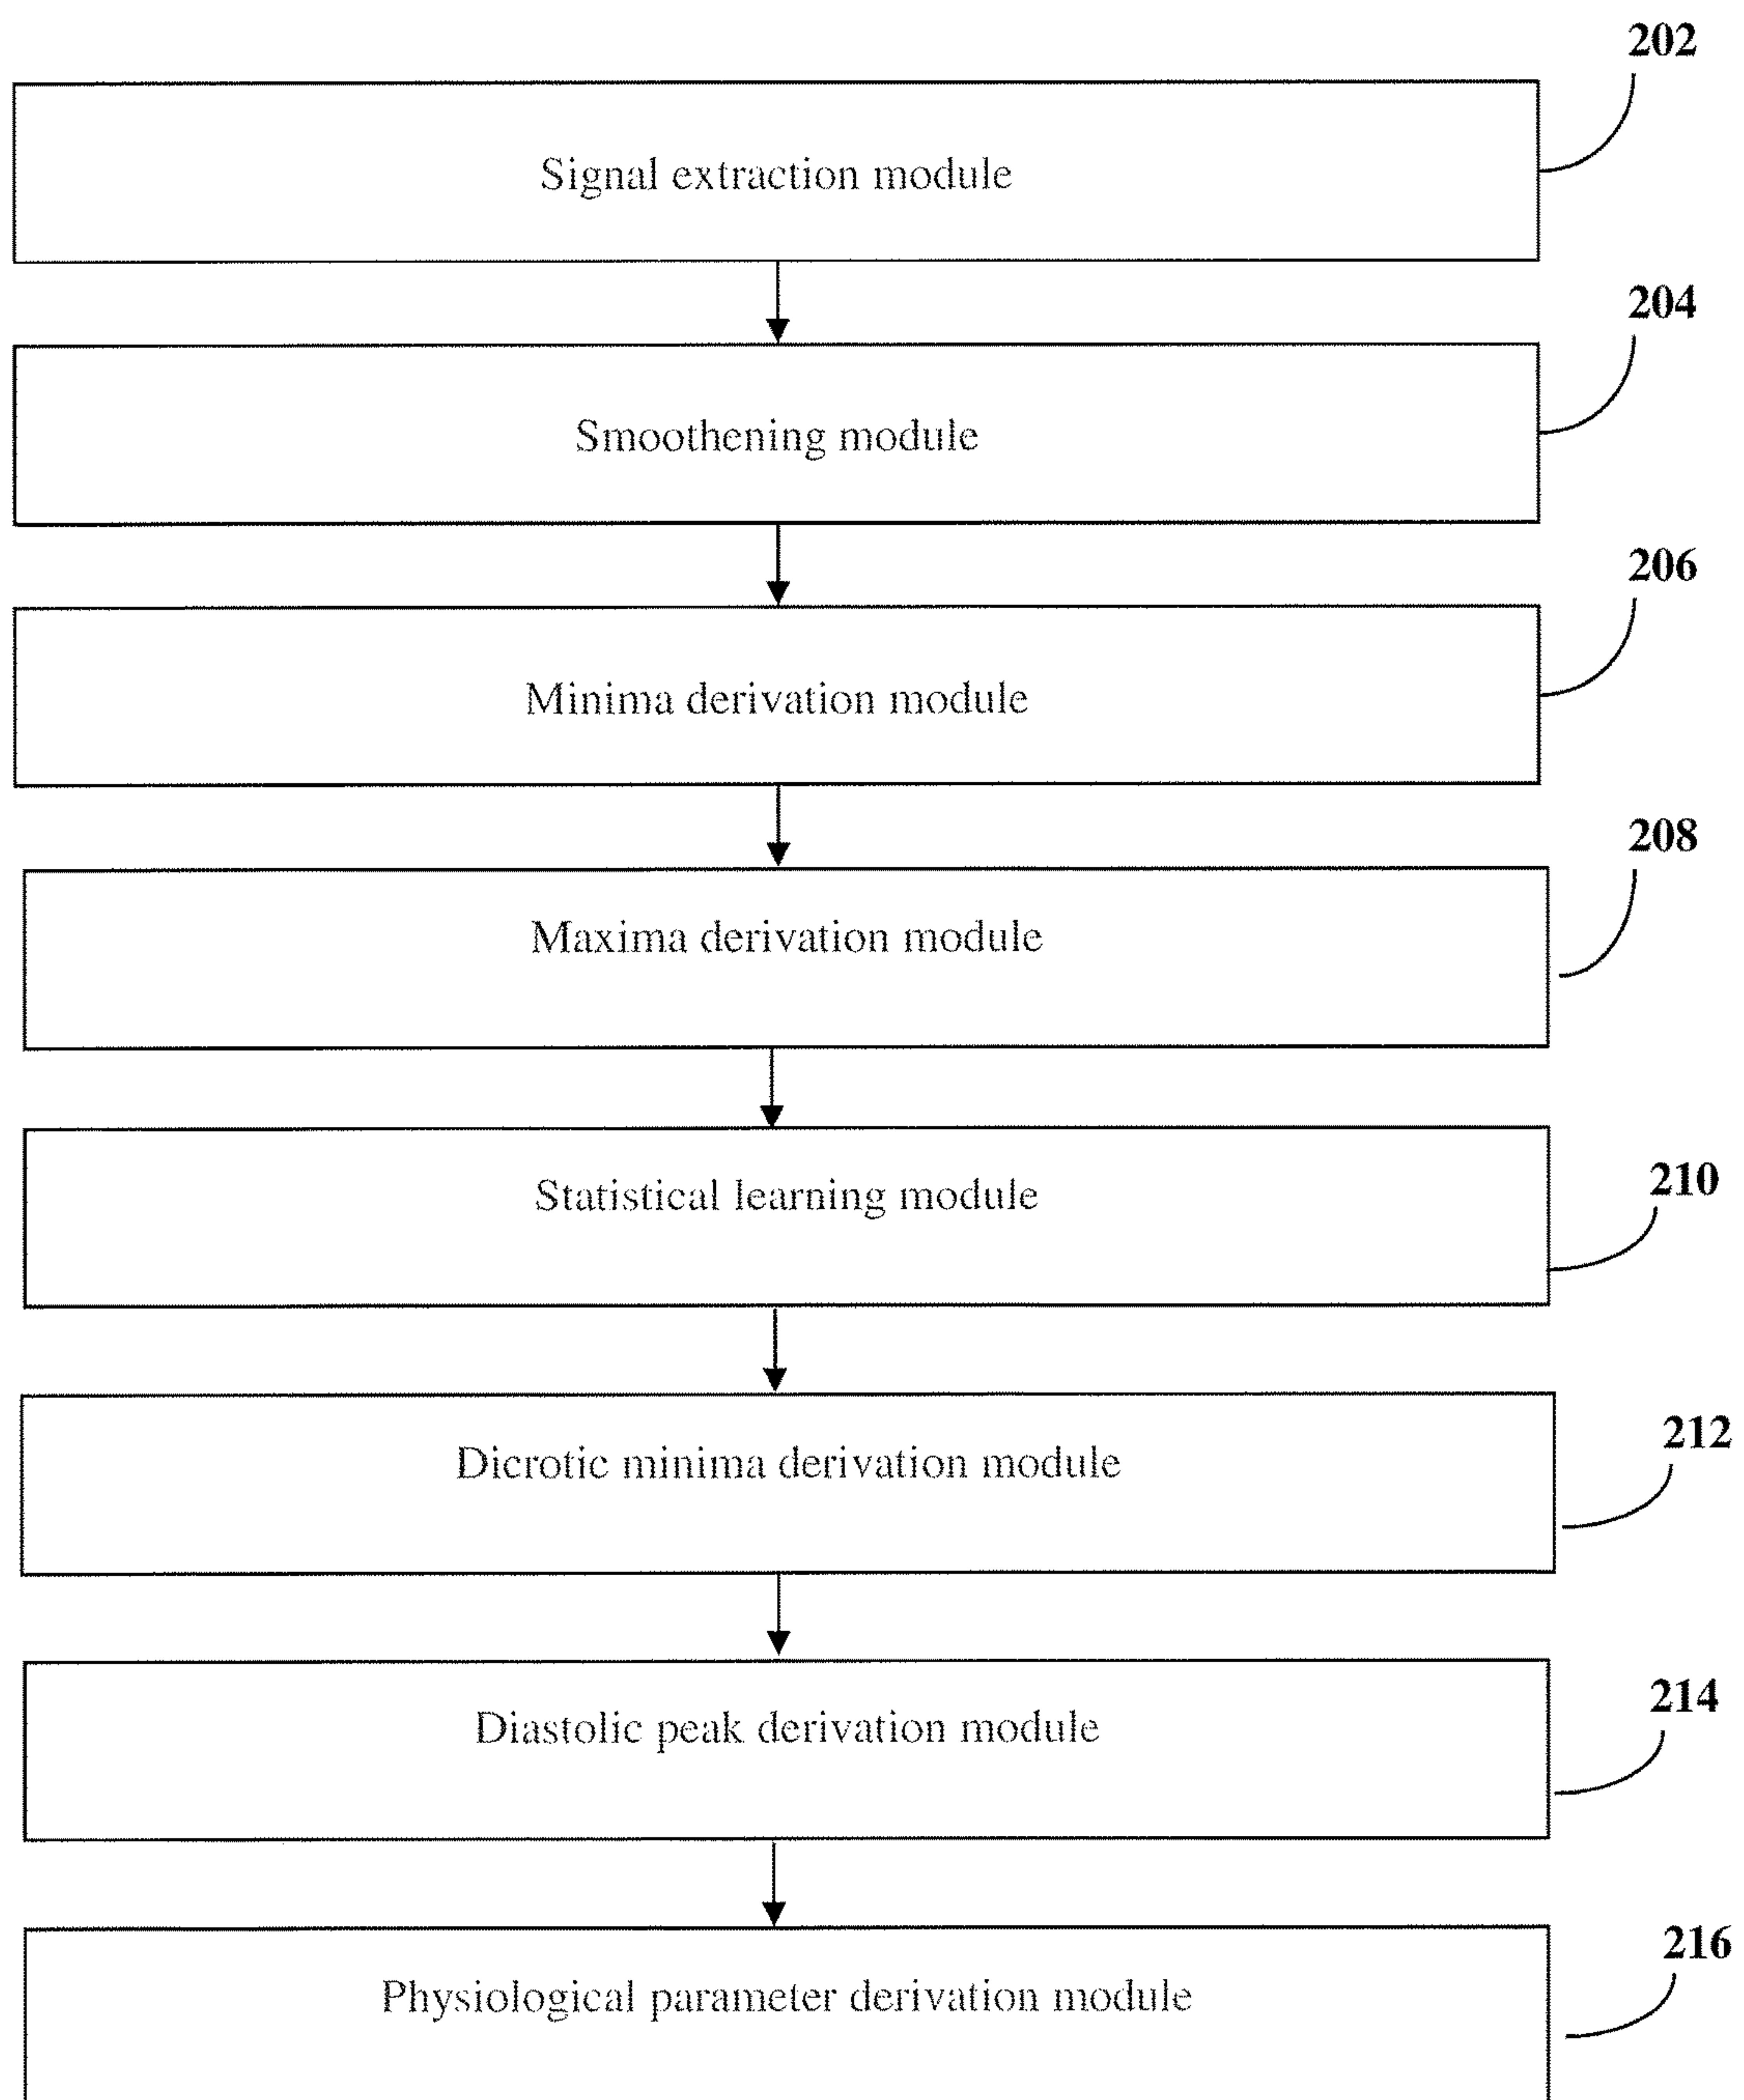 202
Signal extraction module
204
Smoothening module
206
Minima derivation module
208
Maxima derivation module
210
Statistical learning module
212
Dicrotic minima derivation module
214
Diastolic peak derivation module
216
Physiological parameter derivation module